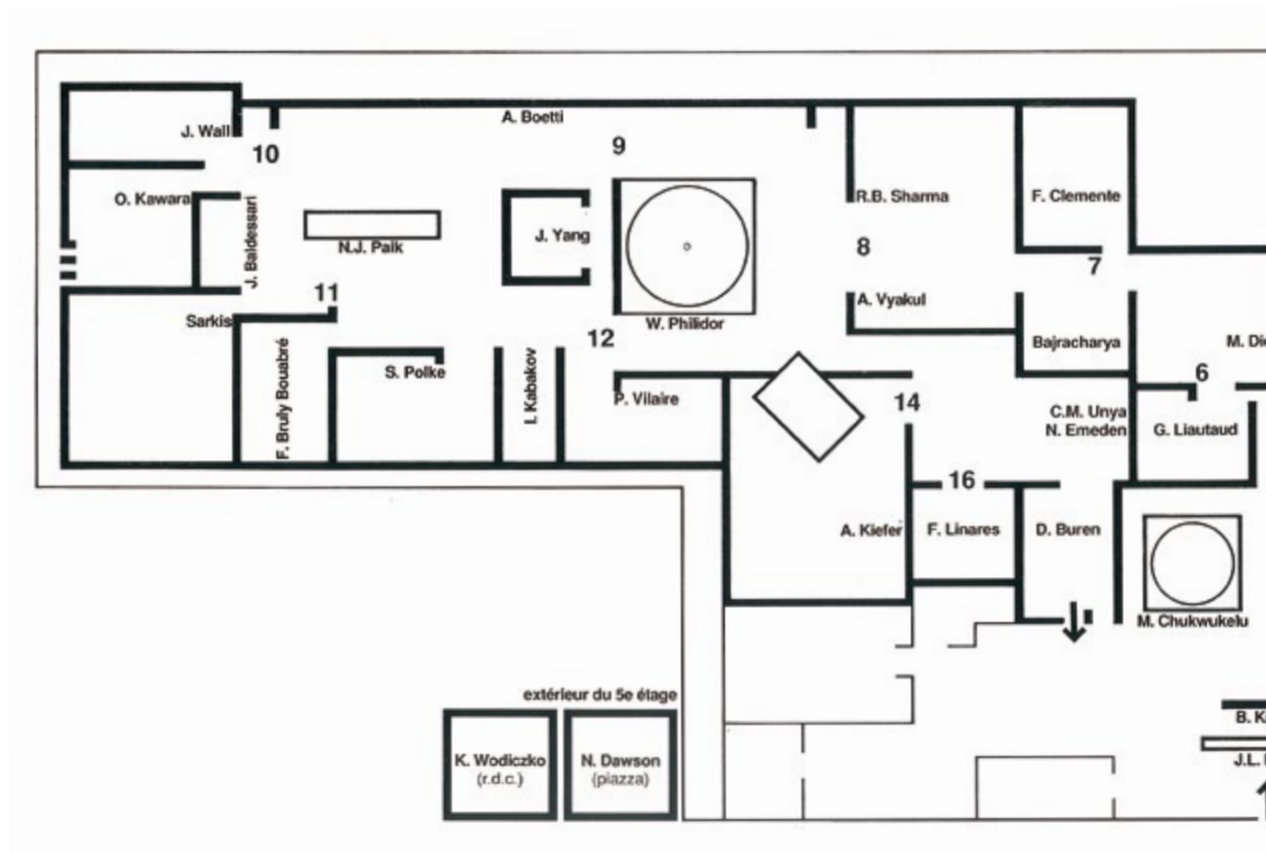 A. Boetti
J. Wall
9
10
O. Kawara
J. Baldessari
R.B. Sharma
F. Clemente
J. Yang
N.J. Paik
8
7
11
A. Vyakul
Sarkis
W. Philidor
12
Bajracharya
M. Di
S. Polke
6
F. Bruly Bouabré
I. Kabakov
P. Vilaire
14
C.M. Unya
N. Emeden
G. Liautaud
16
A. Kiefer
F. Linares
D. Buren
M. Chukwukelu
extérieur du 5e étage
K. Wodiczko
(r.d.c.)
N. Dawson
(piazza)
B. K
J.L.